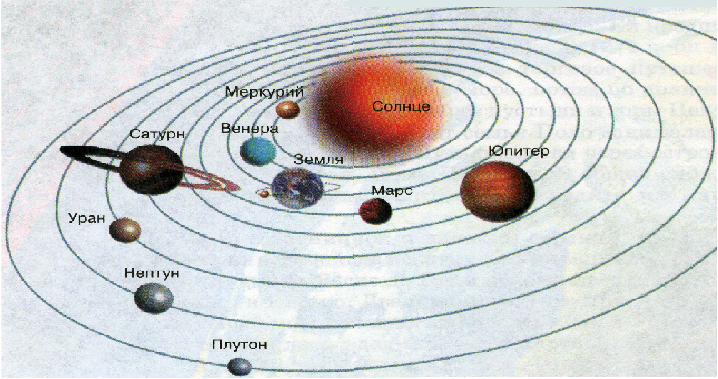 Меркурий
Солнце
Венера
Сатурн
Земля
Юпитер
Марс
Уран
Нептун
Плутон